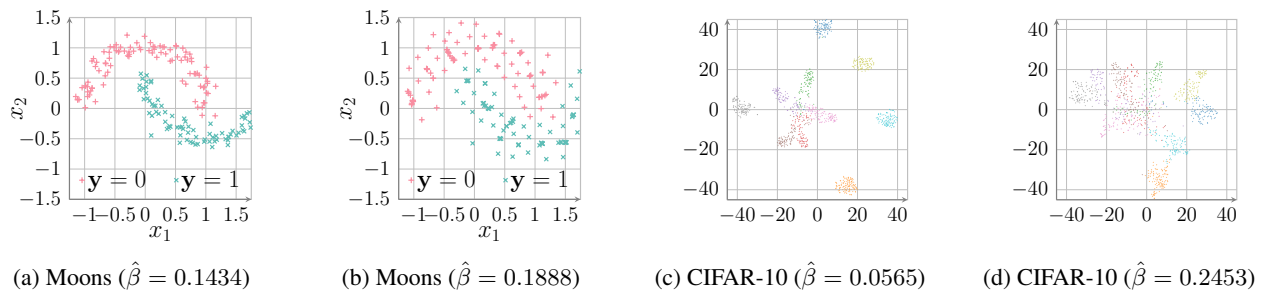 1.5
1
0.5
0
−0.5
−1
−1.5
x₂
y = 0
y = 1
−1 −0.5 0 0.5 1 1.5
x₁
1.5
1
0.5
0
−0.5
−1
−1.5
x₂
y = 0
y = 1
−1 −0.5 0 0.5 1 1.5
x₁
40
20
0
−20
−40
−40 −20 0 20 40
40
20
0
−20
−40
−40 −20 0 20 40
(a) Moons (β̂ = 0.1434)
(b) Moons (β̂ = 0.1888)
(c) CIFAR-10 (β̂ = 0.0565)
(d) CIFAR-10 (β̂ = 0.2453)